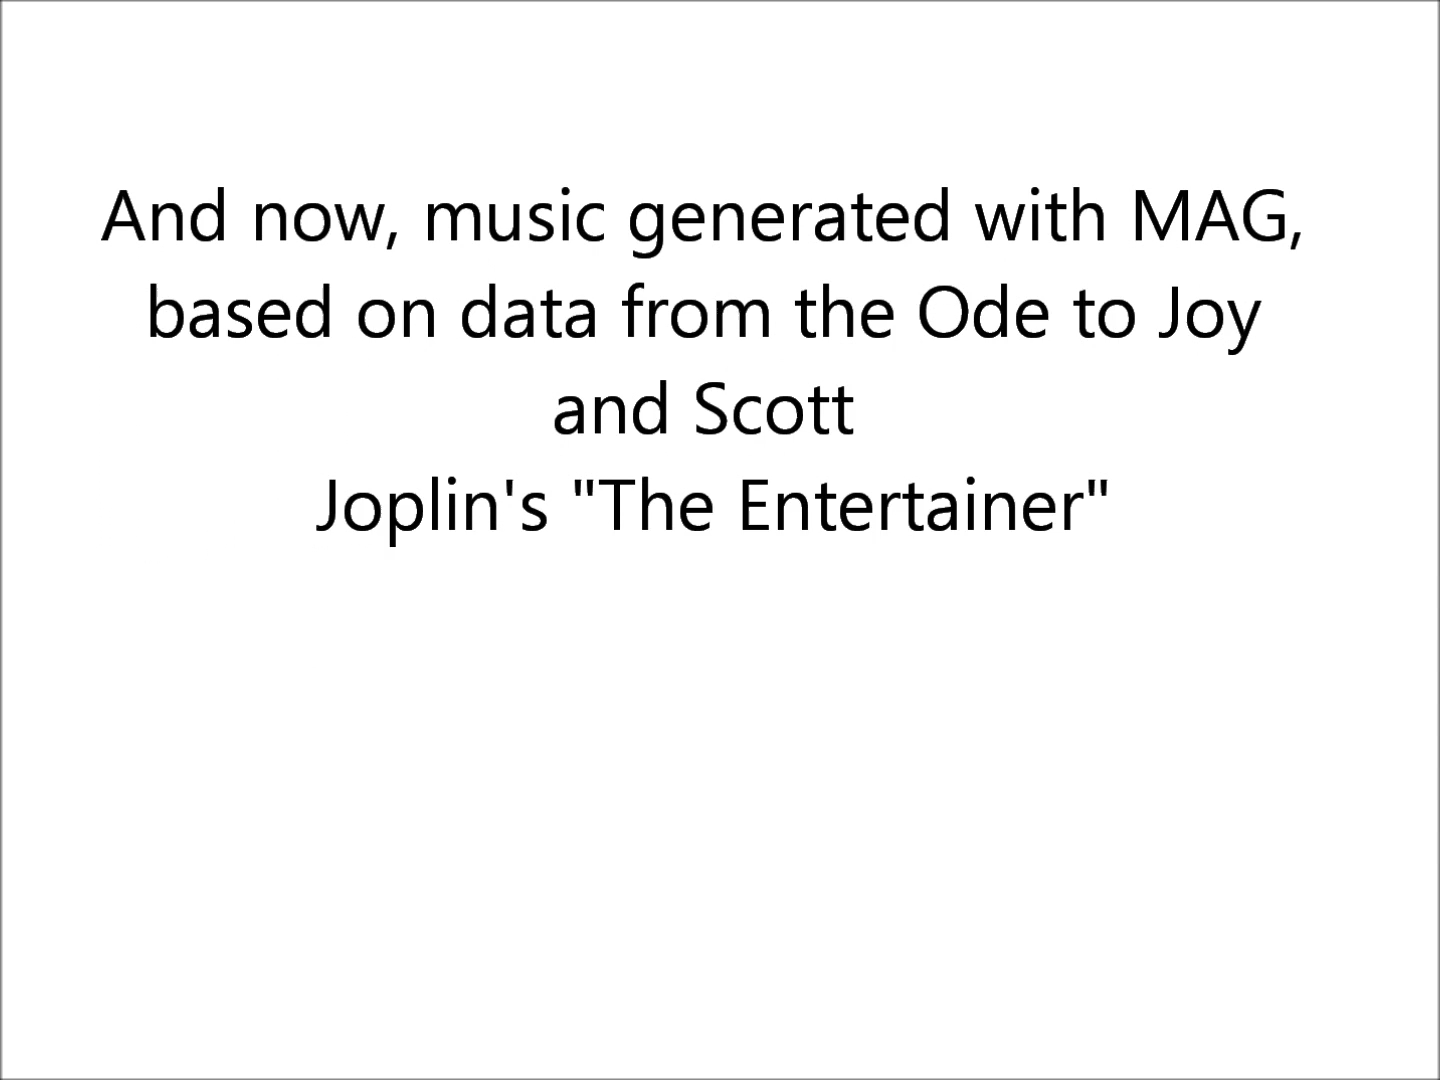 And now, music generated with MAG,
based on data from the Ode to Joy
and Scott
Joplin's "The Entertainer"